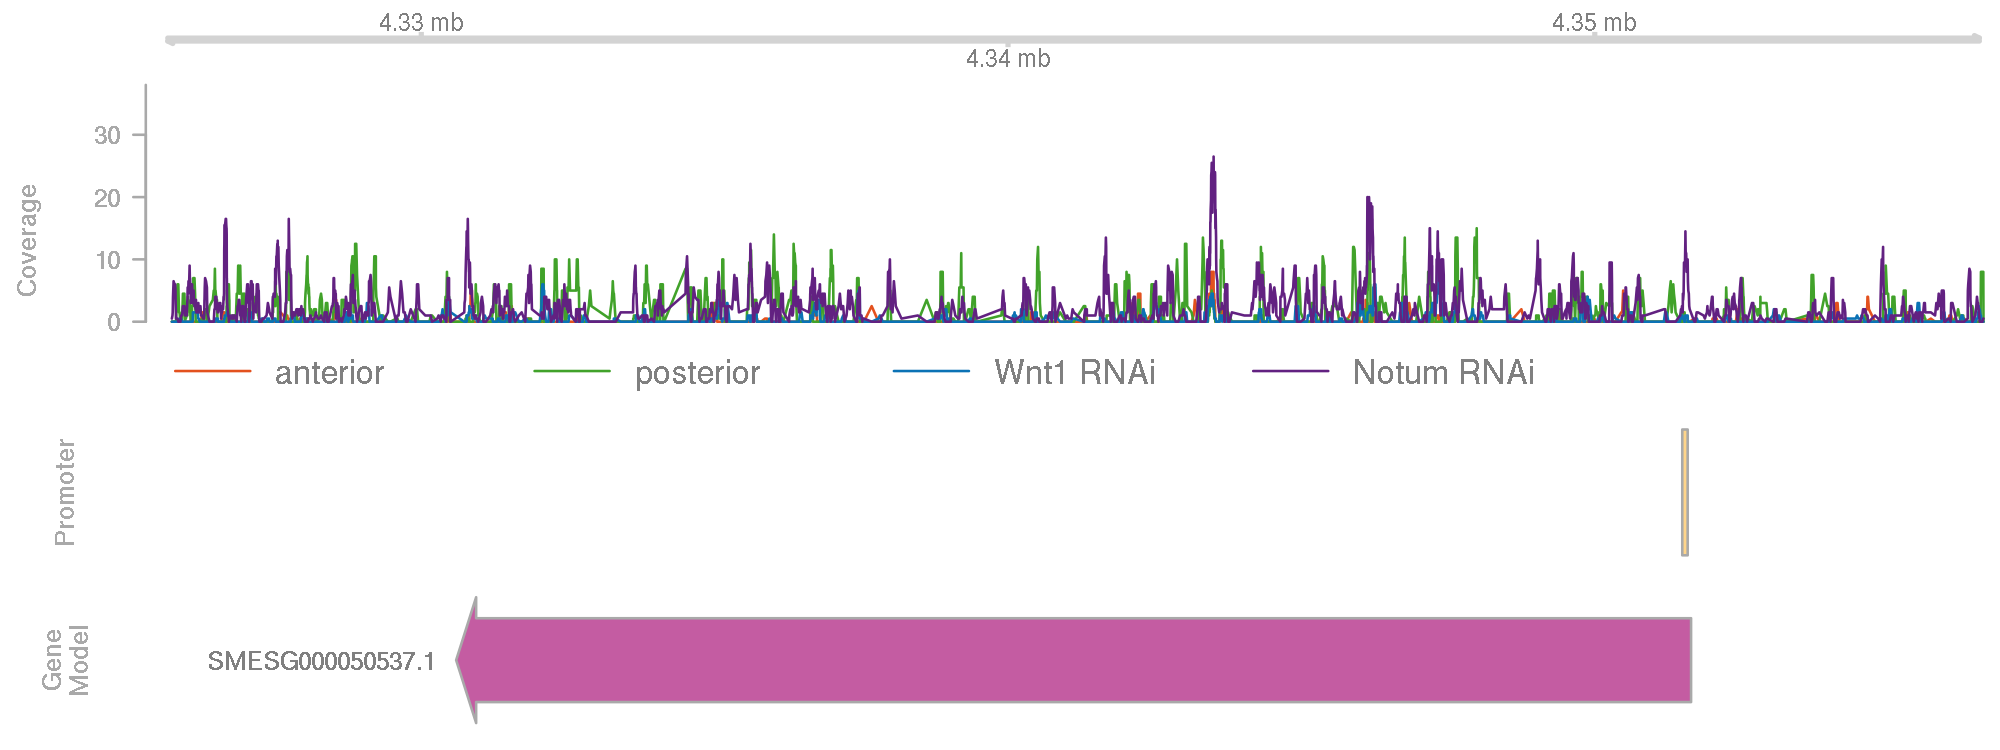 4.33 mb
4.35 mb
4.34 mb
Coverage
30
20
10
0
anterior
posterior
Wnt1 RNAi
Notum RNAi
Promoter
Gene
Model
SMESG000050537.1